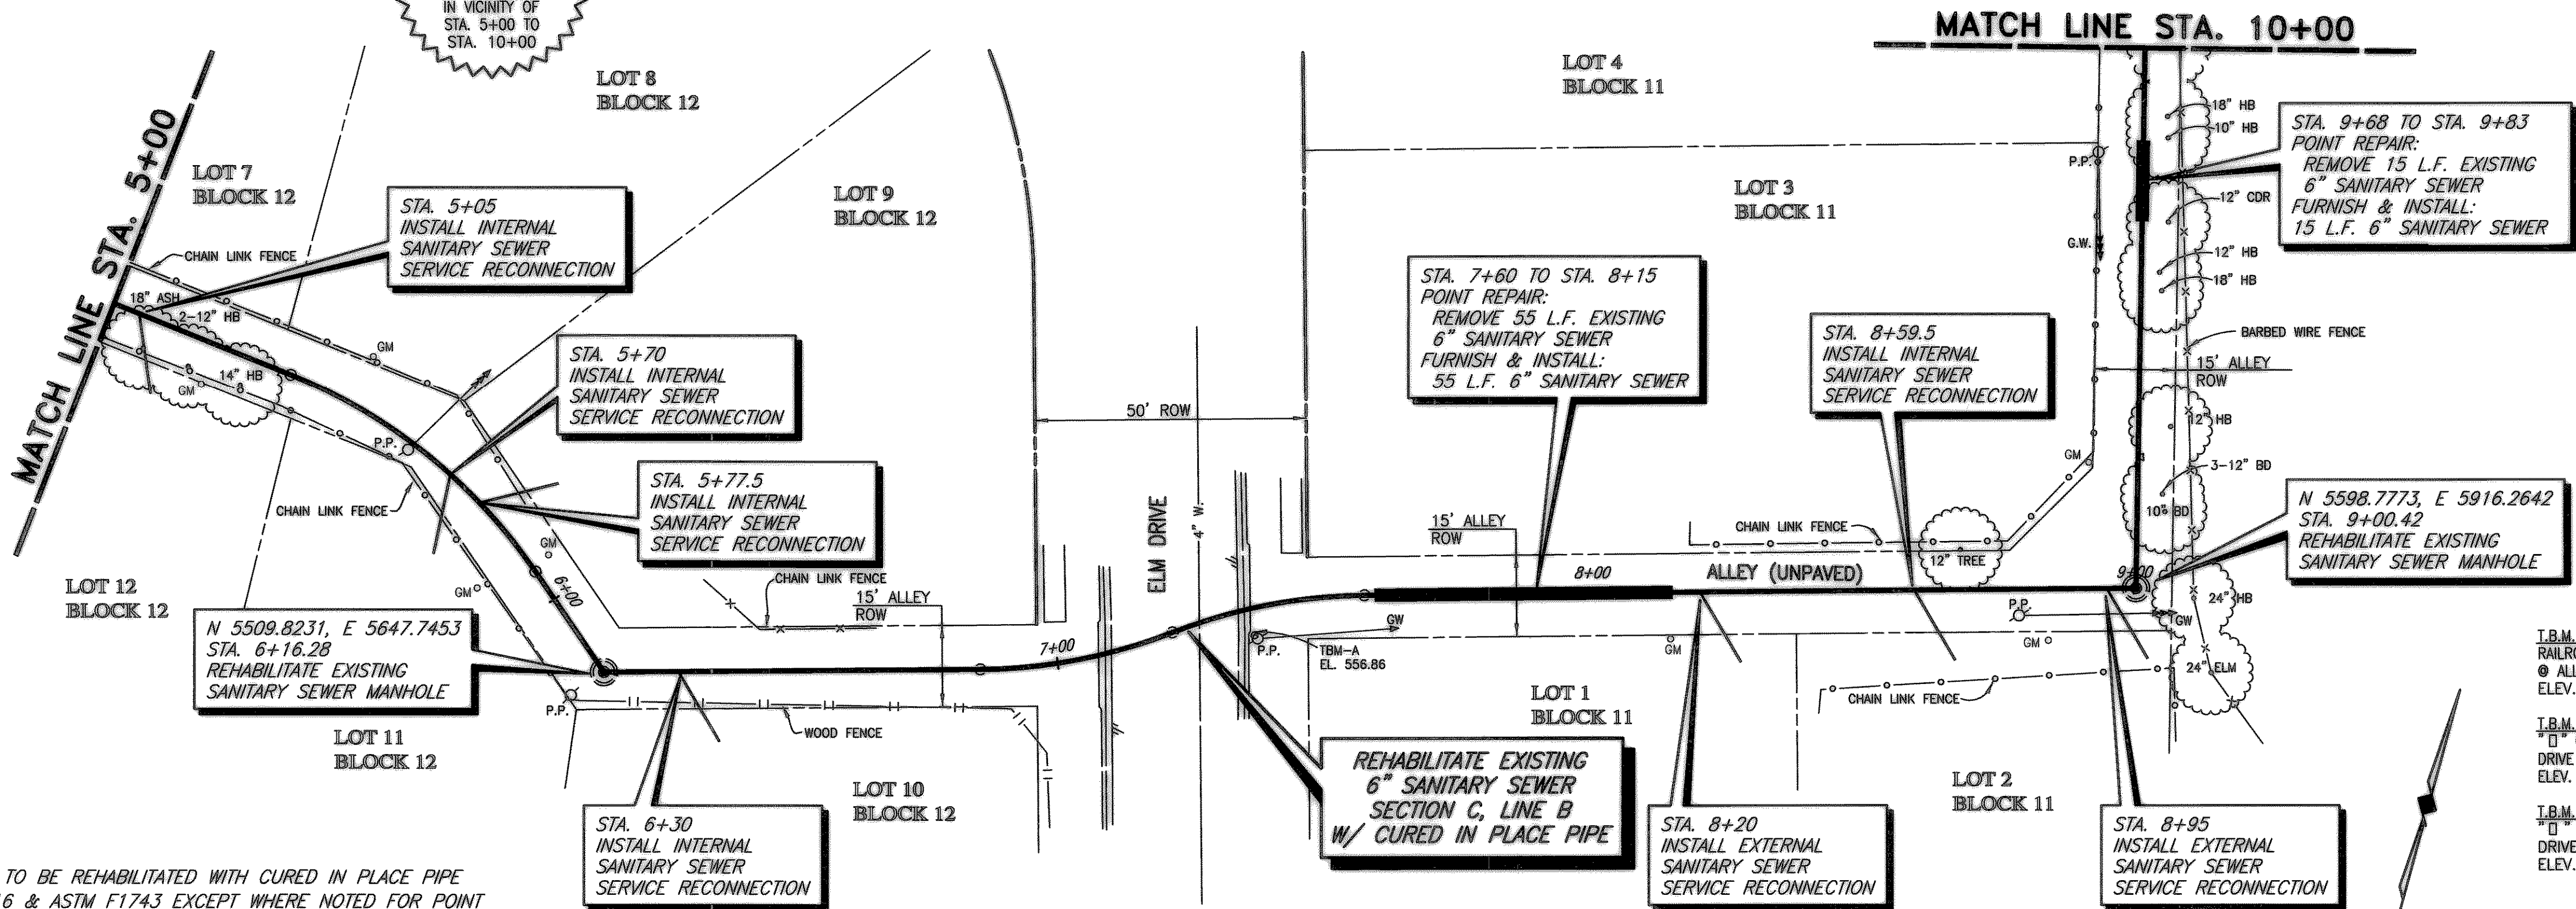 IN VICINITY OF
STA. 5+00 TO
STA. 10+00
MATCH LINE STA. 10+00
MATCH LINE STA. 5+00
LOT 8
BLOCK 12
LOT 7
BLOCK 12
LOT 9
BLOCK 12
LOT 4
BLOCK 11
LOT 3
BLOCK 11
STA. 5+05
INSTALL INTERNAL
SANITARY SEWER
SERVICE RECONNECTION
CHAIN LINK FENCE
18" ASH
2-12" HB
GM
14" HB
GM
P.P.
CHAIN LINK FENCE
STA. 5+70
INSTALL INTERNAL
SANITARY SEWER
SERVICE RECONNECTION
STA. 5+77.5
INSTALL INTERNAL
SANITARY SEWER
SERVICE RECONNECTION
GM
GM
6+00
LOT 12
BLOCK 12
N 5509.8231, E 5647.7453
STA. 6+16.28
REHABILITATE EXISTING
SANITARY SEWER MANHOLE
P.P.
CHAIN LINK FENCE
15' ALLEY
ROW
WOOD FENCE
LOT 11
BLOCK 12
LOT 10
BLOCK 12
STA. 6+30
INSTALL INTERNAL
SANITARY SEWER
SERVICE RECONNECTION
7+00
50' ROW
ELM DRIVE
4" W.
P.P.
TBM-A
EL. 556.86
GW
15' ALLEY
ROW
STA. 7+60 TO STA. 8+15
POINT REPAIR:
REMOVE 55 L.F. EXISTING
6" SANITARY SEWER
FURNISH & INSTALL:
55 L.F. 6" SANITARY SEWER
8+00
ALLEY (UNPAVED)
STA. 8+59.5
INSTALL INTERNAL
SANITARY SEWER
SERVICE RECONNECTION
CHAIN LINK FENCE
12" TREE
GM
P.P.
G.W.
18" HB
10" HB
12" CDR
12" HB
18" HB
BARBED WIRE FENCE
15' ALLEY
ROW
12" HB
3-12" BD
10" BD
STA. 9+68 TO STA. 9+83
POINT REPAIR:
REMOVE 15 L.F. EXISTING
6" SANITARY SEWER
FURNISH & INSTALL:
15 L.F. 6" SANITARY SEWER
N 5598.7773, E 5916.2642
STA. 9+00.42
REHABILITATE EXISTING
SANITARY SEWER MANHOLE
9+00
24" HB
P.P.
GW
GM
GM
24" ELM
CHAIN LINK FENCE
LOT 1
BLOCK 11
LOT 2
BLOCK 11
REHABILITATE EXISTING
6" SANITARY SEWER
SECTION C, LINE B
W/ CURED IN PLACE PIPE
STA. 8+20
INSTALL EXTERNAL
SANITARY SEWER
SERVICE RECONNECTION
STA. 8+95
INSTALL EXTERNAL
SANITARY SEWER
SERVICE RECONNECTION
T.B.M.
RAILRO
@ ALL
ELEV.
T.B.M.
DRIVE
ELEV.
T.B.M.
DRIVE
ELEV.
TO BE REHABILITATED WITH CURED IN PLACE PIPE
16 & ASTM F1743 EXCEPT WHERE NOTED FOR POINT